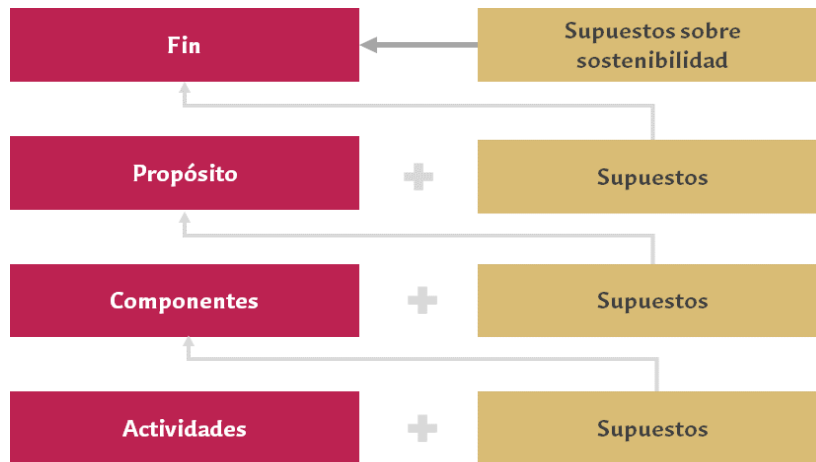 Fin
Supuestos sobre
sostenibilidad
Propósito
Supuestos
Componentes
Supuestos
Actividades
Supuestos